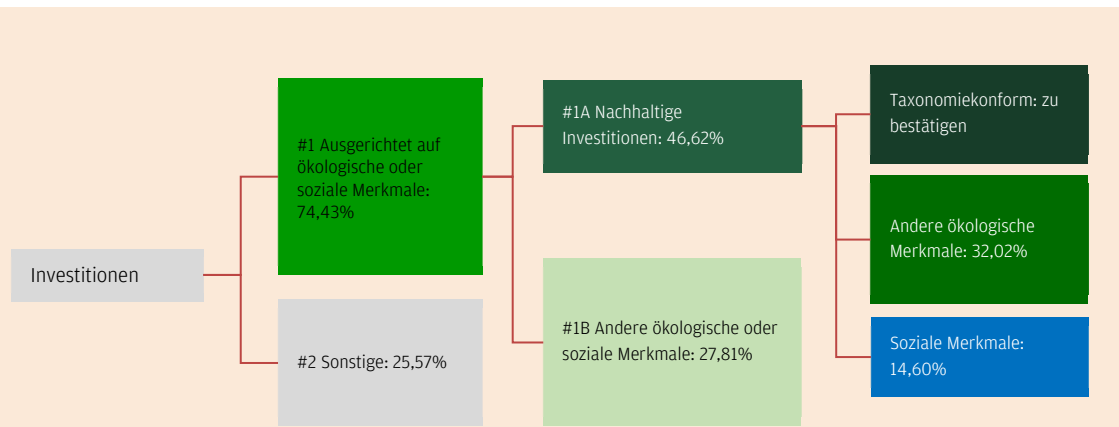 Investitionen
#1 Ausgerichtet auf
ökologische oder
soziale Merkmale:
74,43%
#2 Sonstige: 25,57%
#1A Nachhaltige
Investitionen: 46,62%
#1B Andere ökologische oder
soziale Merkmale: 27,81%
Taxonomiekonform: zu
bestätigen
Andere ökologische
Merkmale: 32,02%
Soziale Merkmale:
14,60%